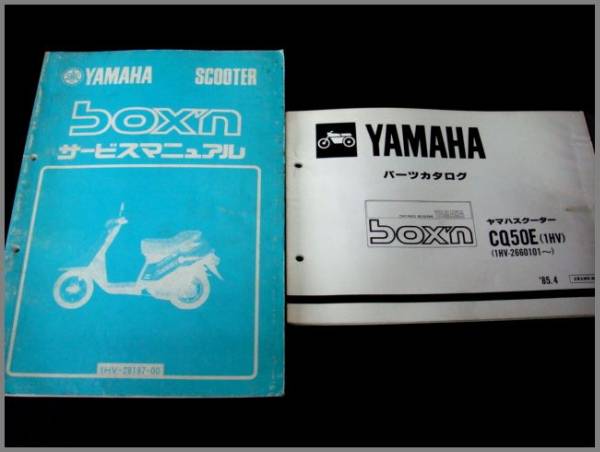 YAMAHA SCOOTER
box'n
サービスマニュアル
1HV-28197-00
YAMAHA
パーツカタログ
YAMAHA
box'n
ヤマハスクーター
CQ50E (1HV)
(1HV-2660101~)
'85.4